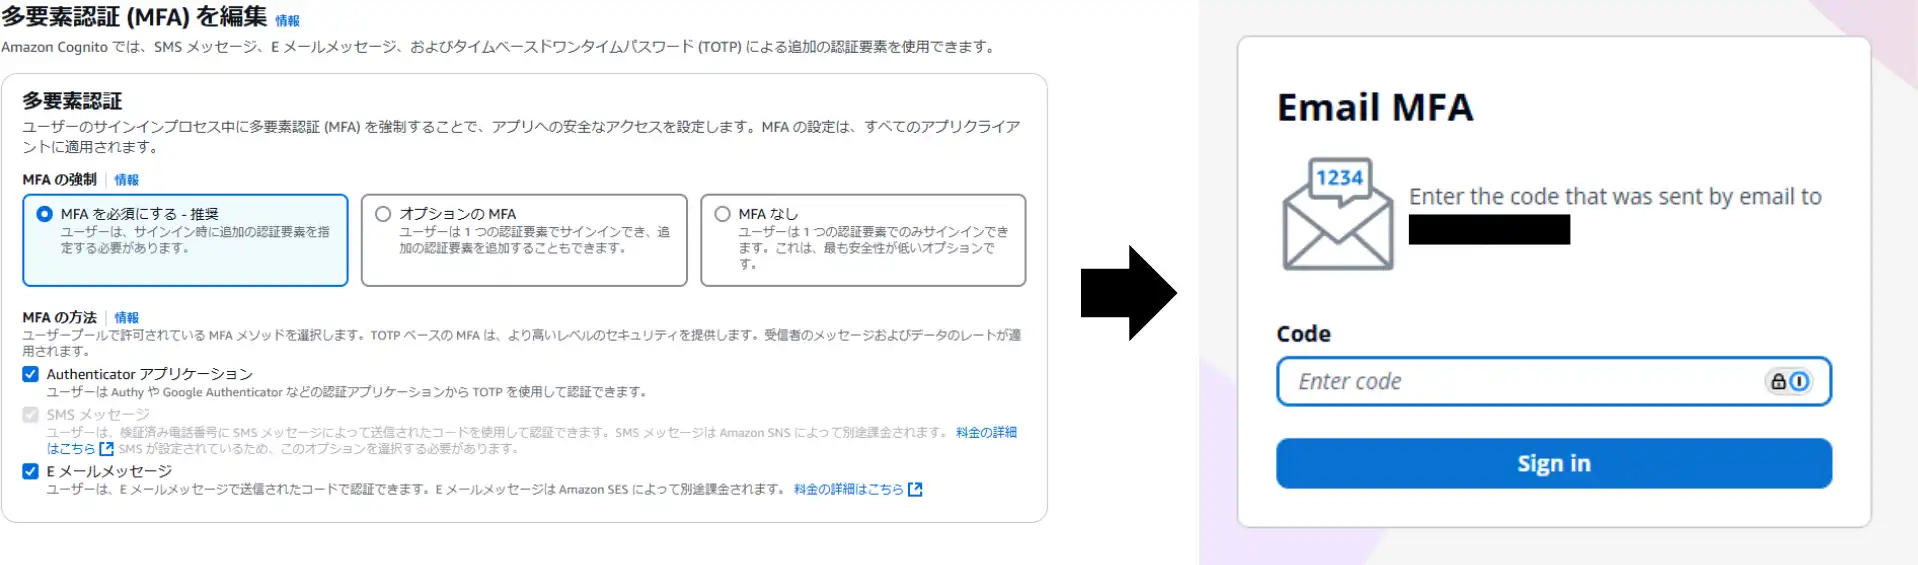 多要素認証 (MFA) を編集 情報
Amazon Cognito では、SMS メッセージ、E メールメッセージ、およびタイムベースドワンタイムパスワード (TOTP) による追加の認証要素を使用できます。
多要素認証
ユーザーのサインインプロセス中に多要素認証 (MFA) を強制することで、アプリへの安全なアクセスを設定します。MFA の設定は、すべてのアプリクライア
ントに適用されます。
MFA の強制 情報
MFA を必須にする - 推奨
ユーザーは、サインイン時に追加の認証要素を指
定する必要があります。
オプションの MFA
ユーザーは 1 つの認証要素でサインインでき、追
加の認証要素を追加することもできます。
MFA なし
ユーザーは 1 つの認証要素でのみサインインでき
ます。これは、最も安全性が低いオプションで
す。
MFA の方法 情報
ユーザープールで許可されている MFA メソッドを選択します。TOTP ベースの MFA は、より高いレベルのセキュリティを提供します。受信者のメッセージおよびデータのレートが適
用されます。
Authenticator アプリケーション
ユーザーは Authy や Google Authenticator などの認証アプリケーションから TOTP を使用して認証できます。
SMS メッセージ
ユーザーは、検証済み電話番号に SMS メッセージによって送信されたコードを使用して認証できます。SMS メッセージは Amazon SNS によって別途課金されます。 料金の詳細
はこちら SMS が設定されているため、このオプションを選択する必要があります。
E メールメッセージ
ユーザーは、E メールメッセージで送信されたコードで認証できます。E メールメッセージは Amazon SES によって別途課金されます。 料金の詳細はこちら
Email MFA
1234
Enter the code that was sent by email to
Code
Enter code
Sign in